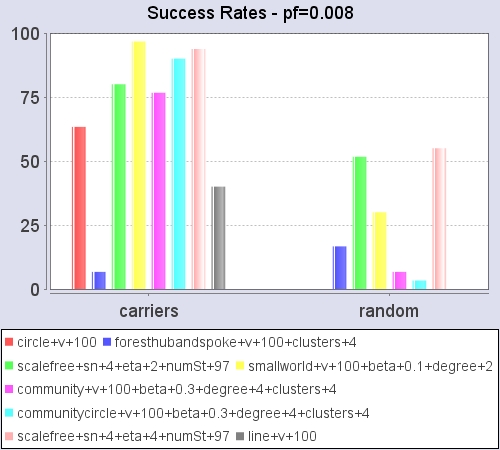 Success Rates - pf=0.008
100
75
50
25
0
carriers random
circle+v+100 foresthubandspoke+v+100+clusters+4
scalefree+sn+4+eta+2+numSt+97 smallworld+v+100+beta+0.1+degree+2
community+v+100+beta+0.3+degree+4+clusters+4
communitycircle+v+100+beta+0.3+degree+4+clusters+4
scalefree+sn+4+eta+4+numSt+97 line+v+100